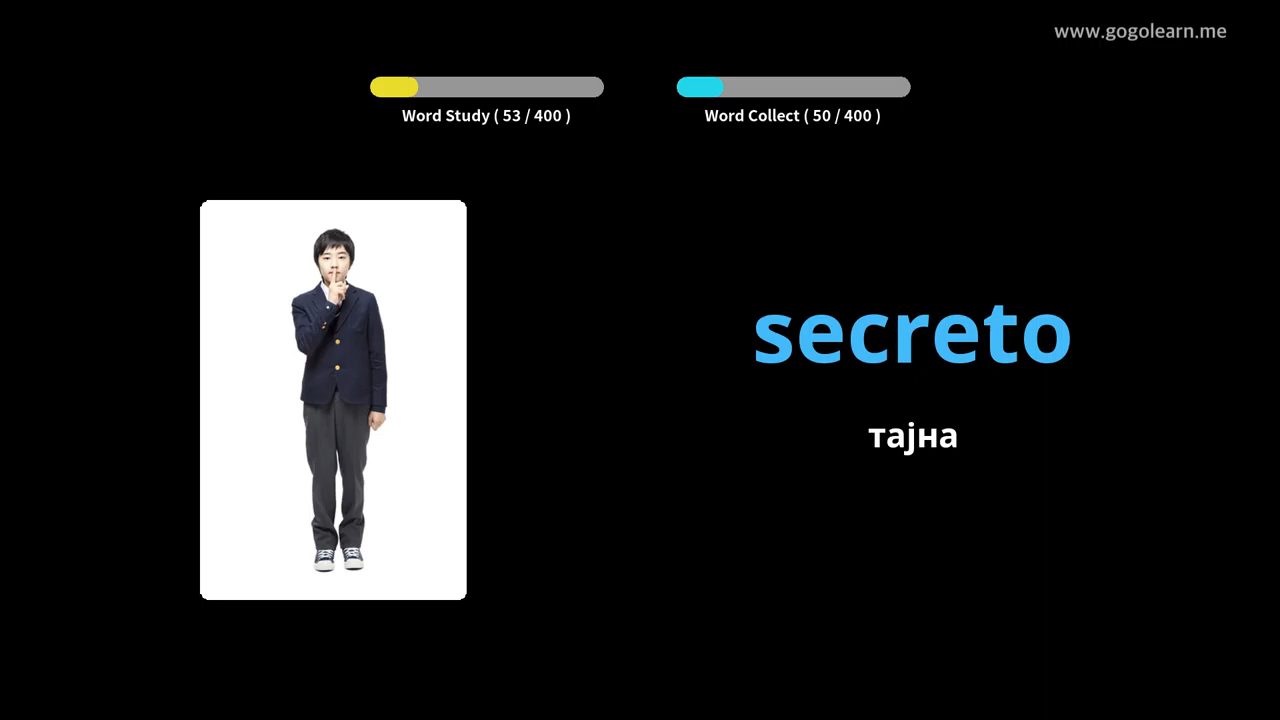 www.gogolearn.me
Word Study ( 53 / 400 )
Word Collect ( 50 / 400 )
secreto
тајна